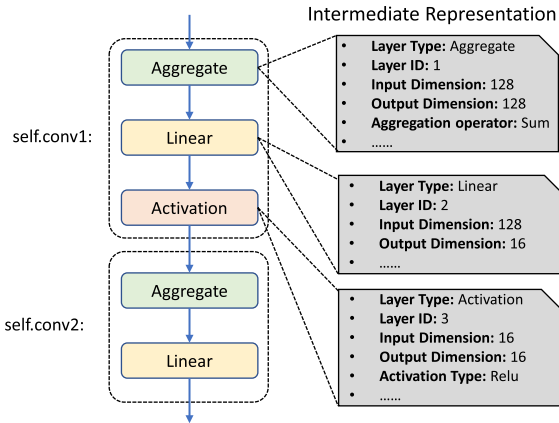 Intermediate Representation
self.conv1:
Aggregate
Linear
Activation
self.conv2:
Aggregate
Linear
• Layer Type: Aggregate
• Layer ID: 1
• Input Dimension: 128
• Output Dimension: 128
• Aggregation operator: Sum
• ......
• Layer Type: Linear
• Layer ID: 2
• Input Dimension: 128
• Output Dimension: 16
• ......
• Layer Type: Activation
• Layer ID: 3
• Input Dimension: 16
• Output Dimension: 16
• Activation Type: Relu
• ......